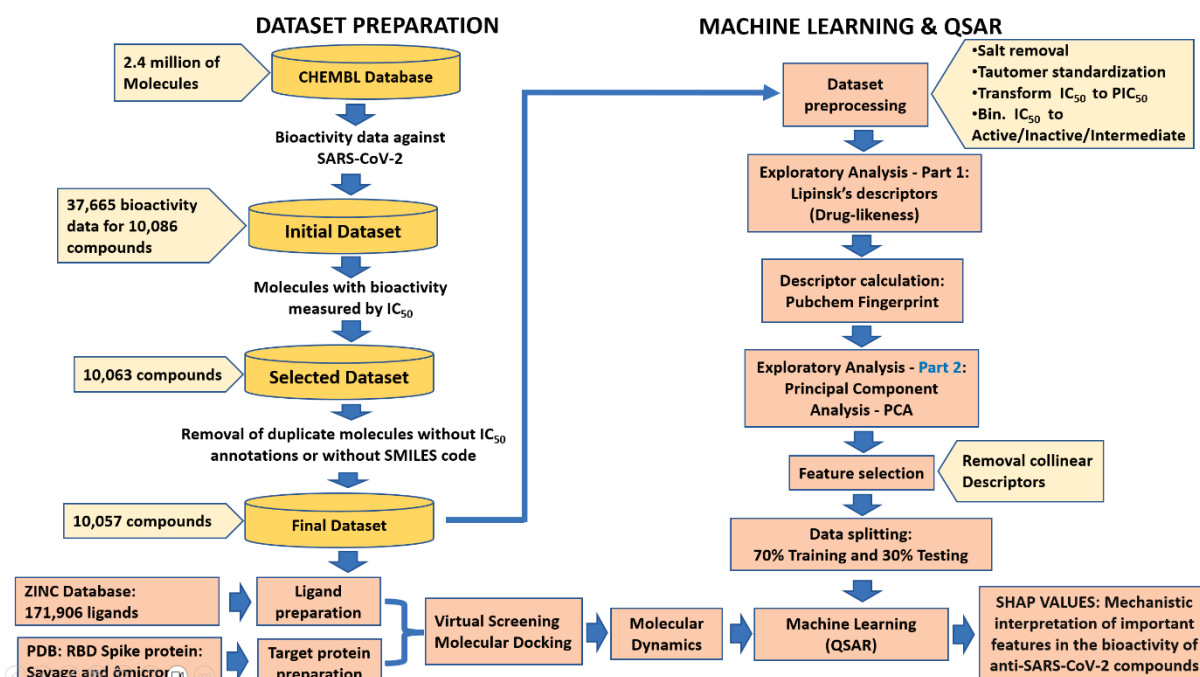 DATASET PREPARATION
2.4 million of
Molecules
CHEMBL Database
Bioactivity data against
SARS-CoV-2
37,665 bioactivity
data for 10,086
compounds
Initial Dataset
Molecules with bioactivity
measured by IC50
10,063 compounds
Selected Dataset
Removal of duplicate molecules without IC50
annotations or without SMILES code
10,057 compounds
Final Dataset
ZINC Database:
171,906 ligands
Ligand
preparation
PDB: RBD Spike protein:
Savage and ômicron
Target protein
preparation
Virtual Screening
Molecular Docking
Molecular
Dynamics
MACHINE LEARNING & QSAR
Dataset
preprocessing
•Salt removal
•Tautomer standardization
•Transform IC50 to PIC50
•Bin. IC50 to
Active/Inactive/Intermediate
Exploratory Analysis - Part 1:
Lipinsk's descriptors
(Drug-likeness)
Descriptor calculation:
Pubchem Fingerprint
Exploratory Analysis - Part 2:
Principal Component
Analysis - PCA
Feature selection
Removal collinear
Descriptors
Data splitting:
70% Training and 30% Testing
Machine Learning
(QSAR)
SHAP VALUES: Mechanistic
interpretation of important
features in the bioactivity of
anti-SARS-CoV-2 compounds